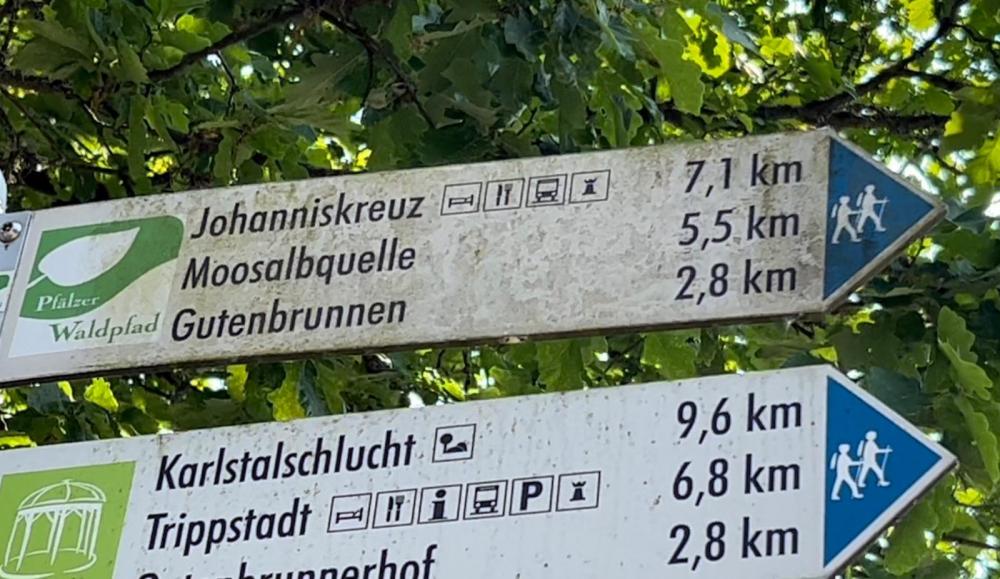 Johanniskreuz 7,1 km
Moosalbquelle 5,5 km
Gutenbrunnen 2,8 km
Pfälzer
Waldpfad
Karlstalschlucht 9,6 km
Trippstadt P 6,8 km
Gutenbrunnerhof 2,8 km